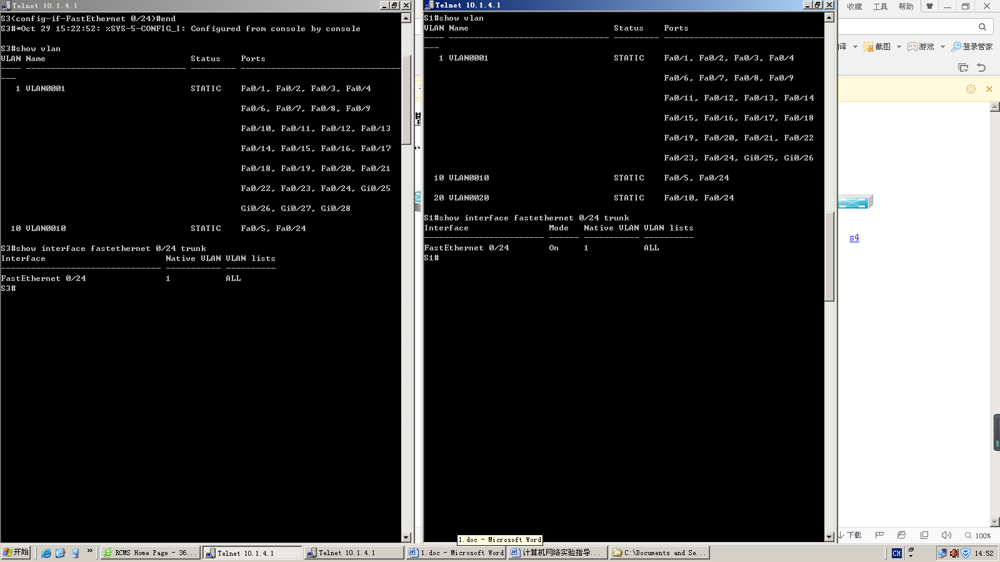 Telnet 10.1.4.1
S3(config-if-FastEthernet 0/24)#end
S3#*Oct 29 15:22:52: %SYS-5-CONFIG_I: Configured from console by console
S3#show vlan
VLAN Name Status Ports
---- -------------------------------- --------- --------------------------------
---
1 VLAN0001 STATIC Fa0/1, Fa0/2, Fa0/3, Fa0/4
Fa0/6, Fa0/7, Fa0/8, Fa0/9
Fa0/10, Fa0/11, Fa0/12, Fa0/13
Fa0/14, Fa0/15, Fa0/16, Fa0/17
Fa0/18, Fa0/19, Fa0/20, Fa0/21
Fa0/22, Fa0/23, Fa0/24, Gi0/25
Gi0/26, Gi0/27, Gi0/28
10 VLAN0010 STATIC Fa0/5, Fa0/24
S3#show interface fastethernet 0/24 trunk
Interface Native VLAN VLAN lists
-------------------------------- ----------- ----------
FastEthernet 0/24 1 ALL
S3#
Telnet 10.1.4.1
S1#show vlan
VLAN Name Status Ports
---- -------------------------------- --------- --------------------------------
---
1 VLAN0001 STATIC Fa0/1, Fa0/2, Fa0/3, Fa0/4
Fa0/6, Fa0/7, Fa0/8, Fa0/9
Fa0/11, Fa0/12, Fa0/13, Fa0/14
Fa0/15, Fa0/16, Fa0/17, Fa0/18
Fa0/19, Fa0/20, Fa0/21, Fa0/22
Fa0/23, Fa0/24, Gi0/25, Gi0/26
10 VLAN0010 STATIC Fa0/5, Fa0/24
20 VLAN0020 STATIC Fa0/10, Fa0/24
S1#show interface fastethernet 0/24 trunk
Interface Mode Native VLAN VLAN lists
------------------------ ------ ----------- ----------
FastEthernet 0/24 On 1 ALL
S1#
收藏 工具 帮助
译 截图 游戏 登录管家
s4
下载 100%
1.doc - Microsoft Word
开始 » RCMS Home Page - 36... Telnet 10.1.4.1 Telnet 10.1.4.1 1.doc - Microsoft Word 计算机网络实验指导... C:\Documents and Se... CH 14:52